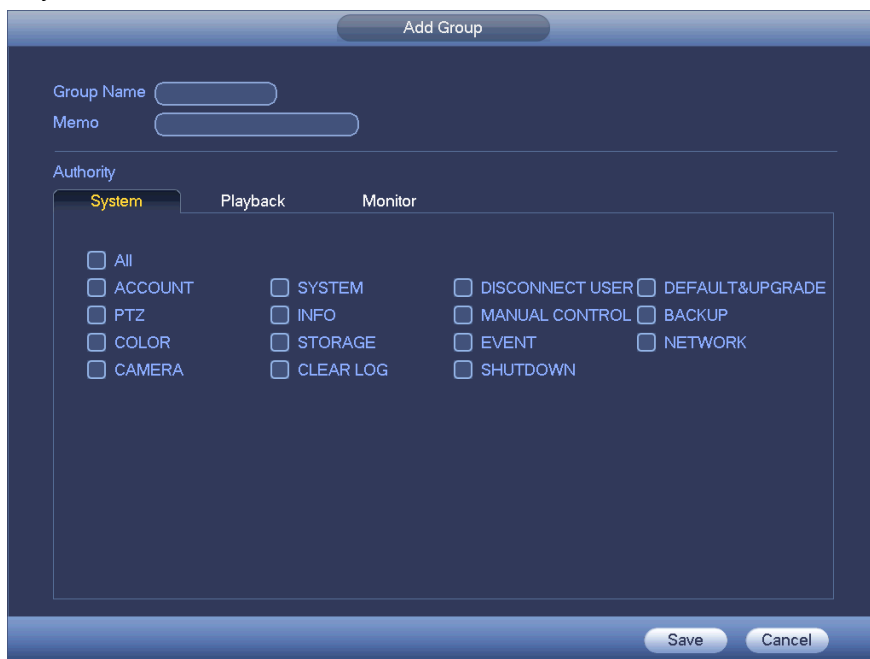 Add Group
Group Name
Memo
Authority
System Playback Monitor
All
ACCOUNT SYSTEM DISCONNECT USER DEFAULT&UPGRADE
PTZ INFO MANUAL CONTROL BACKUP
COLOR STORAGE EVENT NETWORK
CAMERA CLEAR LOG SHUTDOWN
Save Cancel